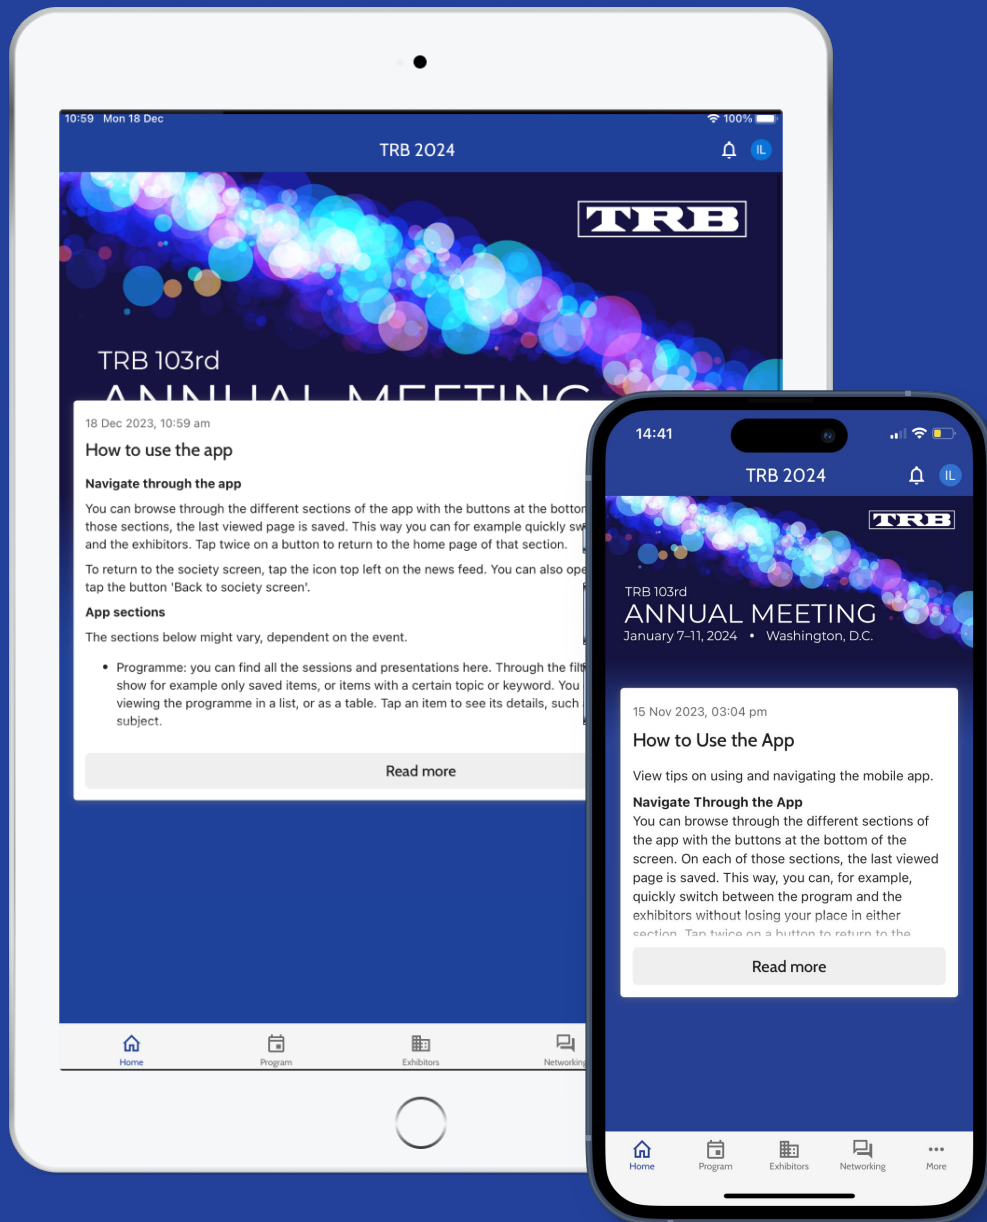 10:59 Mon 18 Dec
100%
TRB 2024
IL
TRB
TRB 103rd
ANNUAL MEETING
18 Dec 2023, 10:59 am
How to use the app
Navigate through the app
You can browse through the different sections of the app with the buttons at the
those sections, the last viewed page is saved. This way you can for example quickly
and the exhibitors. Tap twice on a button to return to the home page of that section.
To return to the society screen, tap the icon top left on the news feed. You can also
tap the button 'Back to society screen'.
App sections
The sections below might vary, dependent on the event.
• Programme: you can find all the sessions and presentations here. Through the
show for example only saved items, or items with a certain topic or keyword. You
viewing the programme in a list, or as a table. Tap an item to see its details, such
subject.
Read more
Home
Program
Exhibitors
Networking
14:41
TRB 2024
IL
TRB
TRB 103rd
ANNUAL MEETING
January 7–11, 2024 • Washington, D.C.
15 Nov 2023, 03:04 pm
How to Use the App
View tips on using and navigating the mobile app.
Navigate Through the App
You can browse through the different sections of
the app with the buttons at the bottom of the
screen. On each of those sections, the last viewed
page is saved. This way, you can, for example,
quickly switch between the program and the
exhibitors without losing your place in either
section. Tap twice on a button to return to the
Read more
Home
Program
Exhibitors
Networking
More